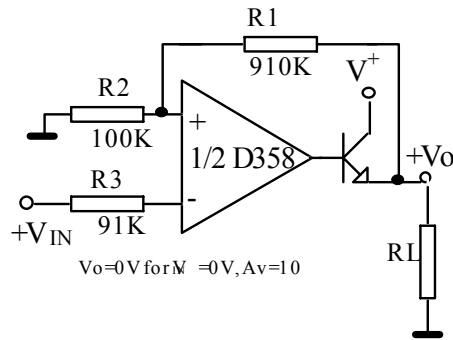 R1
910K
V+
R2
100K
+
1/2 D358
+Vo
R3
91K
-
+VIN
RL
Vo=0V for V =0V, Av=10